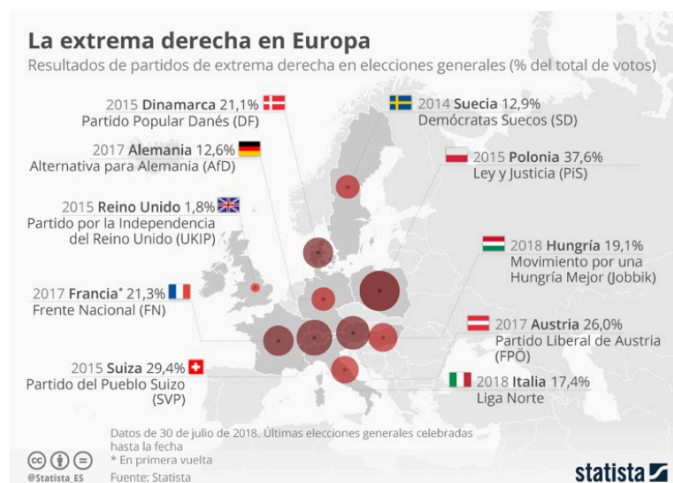 La extrema derecha en Europa
Resultados de partidos de extrema derecha en elecciones generales (% del total de votos)
2015 Dinamarca 21,1%
Partido Popular Danés (DF)
2014 Suecia 12,9%
Demócratas Suecos (SD)
2017 Alemania 12,6%
Alternativa para Alemania (AfD)
2015 Polonia 37,6%
Ley y Justicia (PiS)
2015 Reino Unido 1,8%
Partido por la Independencia
del Reino Unido (UKIP)
2018 Hungría 19,1%
Movimiento por una
Hungría Mejor (Jobbik)
2017 Francia* 21,3%
Frente Nacional (FN)
2017 Austria 26,0%
Partido Liberal de Austria
(FPÖ)
2015 Suiza 29,4%
Partido del Pueblo Suizo
(SVP)
2018 Italia 17,4%
Liga Norte
Datos de 30 de julio de 2018. Últimas elecciones generales celebradas
hasta la fecha
* En primera vuelta
Fuente: Statista
cc
@Statista_ES
statista